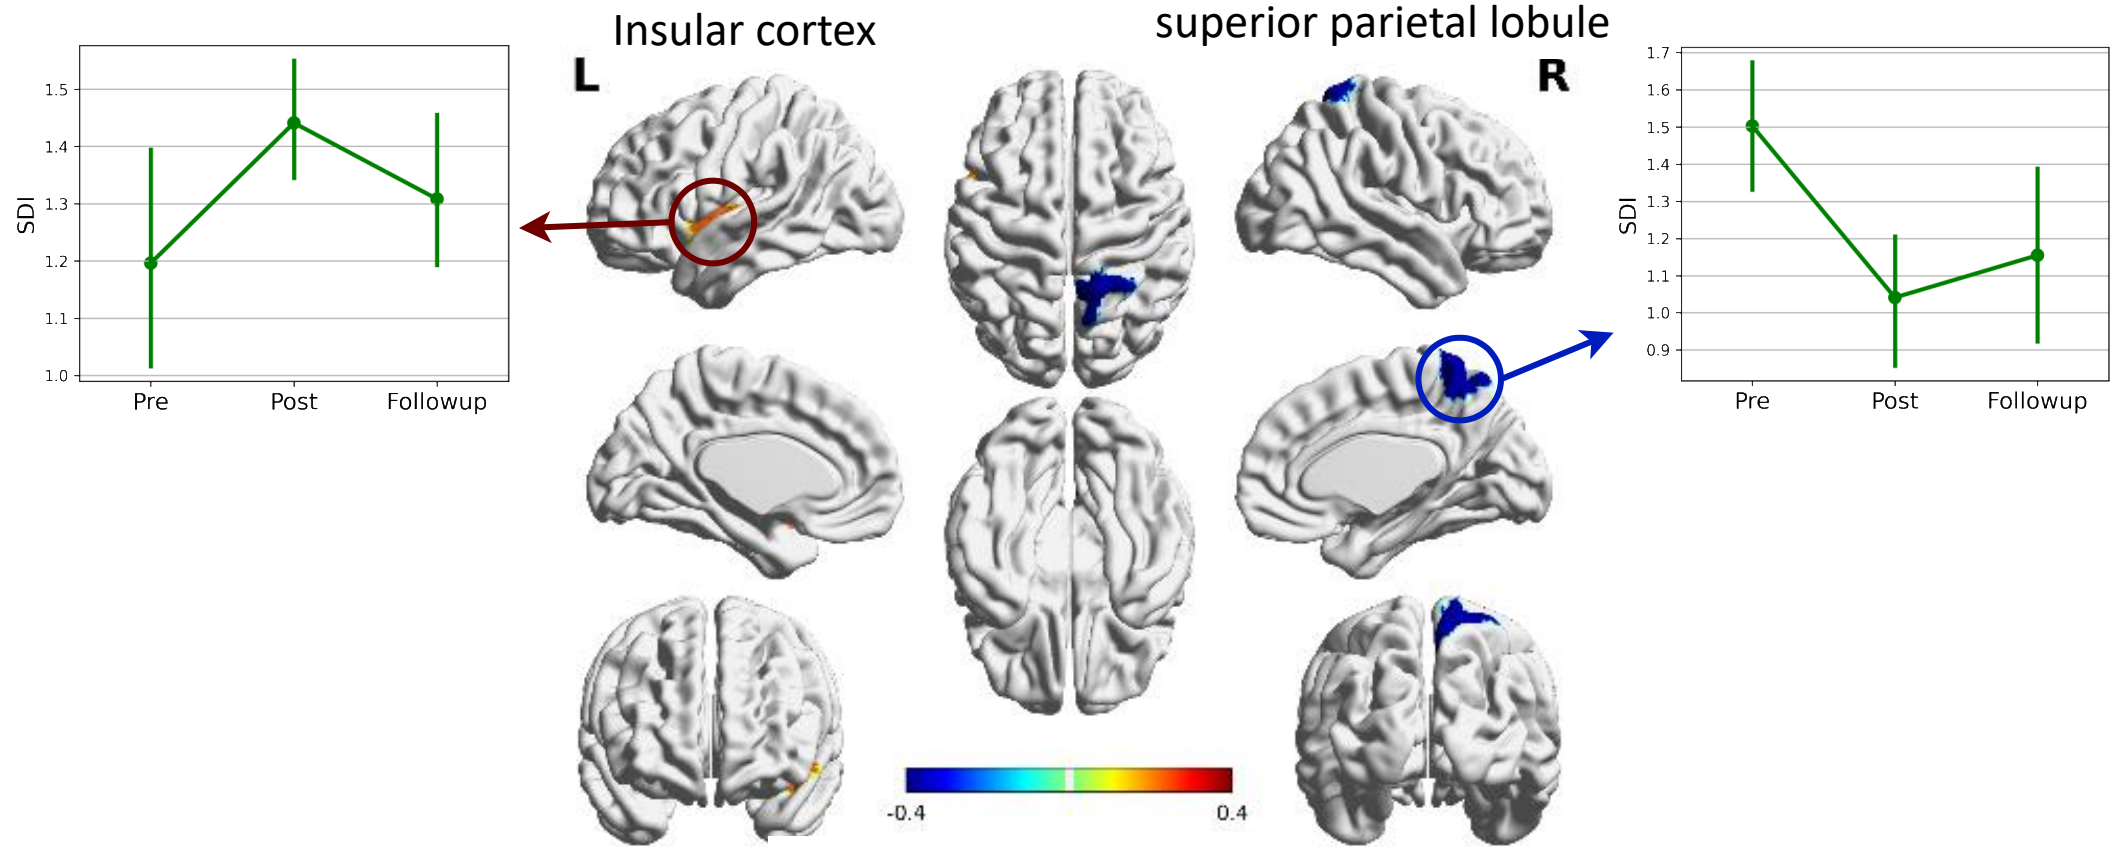 Insular cortex
superior parietal lobule
L
R
SDI
1.5
1.4
1.3
1.2
1.1
1.0
Pre
Post
Followup
SDI
1.7
1.6
1.5
1.4
1.3
1.2
1.1
1.0
0.9
Pre
Post
Followup
-0.4
0.4